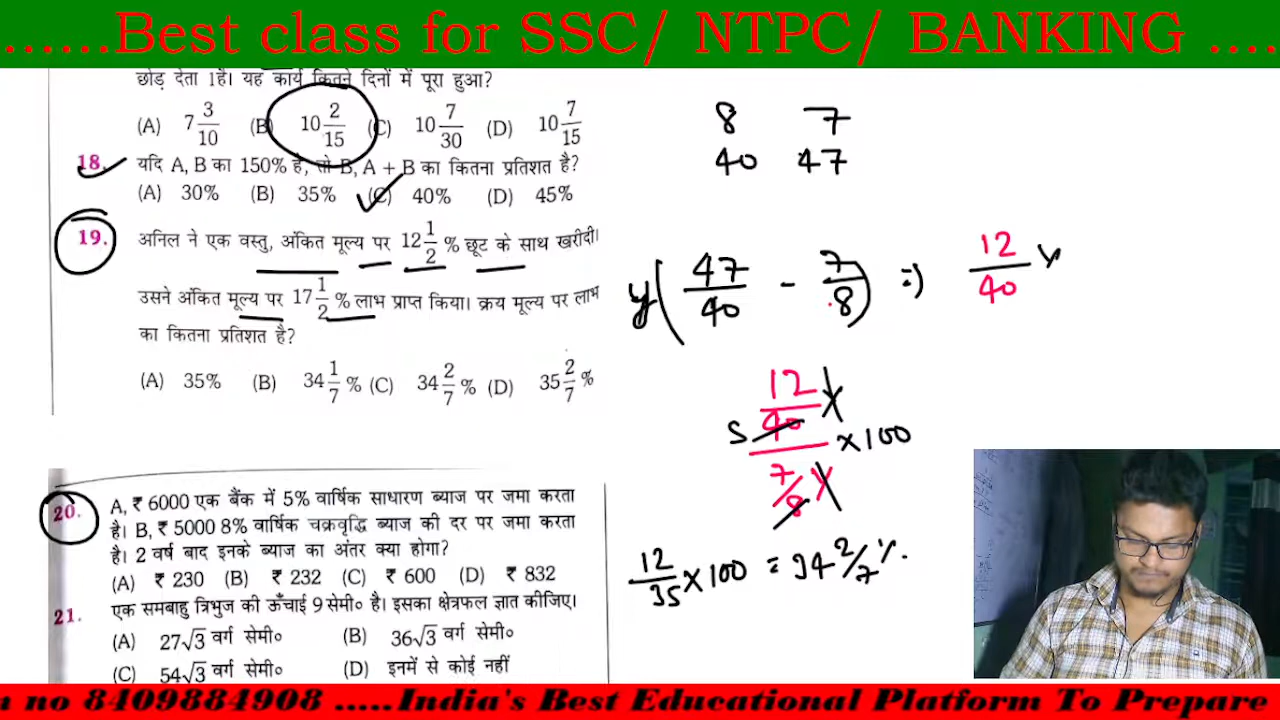 ......Best class for SSC/ NTPC/ BANKING ....
छोड़ देता 1है। यह कार्य कितने दिनों में पूरा हुआ?
(A) 7 3/10 (B) 10 2/15 (C) 10 7/30 (D) 10 7/15
18. यदि A, B का 150% है, तो B, A + B का कितना प्रतिशत है?
(A) 30% (B) 35% (C) 40% (D) 45%
19. अनिल ने एक वस्तु, अंकित मूल्य पर 12 1/2 % छूट के साथ खरीदी।
उसने अंकित मूल्य पर 17 1/2 % लाभ प्राप्त किया। क्रय मूल्य पर लाभ
का कितना प्रतिशत है?
(A) 35% (B) 34 1/7 % (C) 34 2/7 % (D) 35 2/7 %
20. A, ₹ 6000 एक बैंक में 5% वार्षिक साधारण ब्याज पर जमा करता
है। B, ₹ 5000 8% वार्षिक चक्रवृद्धि ब्याज की दर पर जमा करता
है। 2 वर्ष बाद इनके ब्याज का अंतर क्या होगा?
(A) ₹ 230 (B) ₹ 232 (C) ₹ 600 (D) ₹ 832
21. एक समबाहु त्रिभुज की ऊँचाई 9 सेमी० है। इसका क्षेत्रफल ज्ञात कीजिए।
(A) 27√3 वर्ग सेमी० (B) 36√3 वर्ग सेमी०
(C) 54√3 वर्ग सेमी० (D) इनमें से कोई नहीं
8 7
40 47
y( 47/40 - 7/8 ) => 12/40 y
5 12/40 y
7/8 y × 100
12/35 × 100 = 34 2/7 %.
no 8409884908 .....India's Best Educational Platform To Prepare